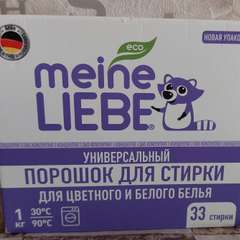 НОВАЯ УПАКО
eco
meine
LIEBE®
УНИВЕРСАЛЬНЫЙ
ПОРОШОК ДЛЯ СТИРКИ
ДЛЯ ЦВЕТНОГО И БЕЛОГО БЕЛЬЯ
1 КГ
30°C
90°C
33 стирки